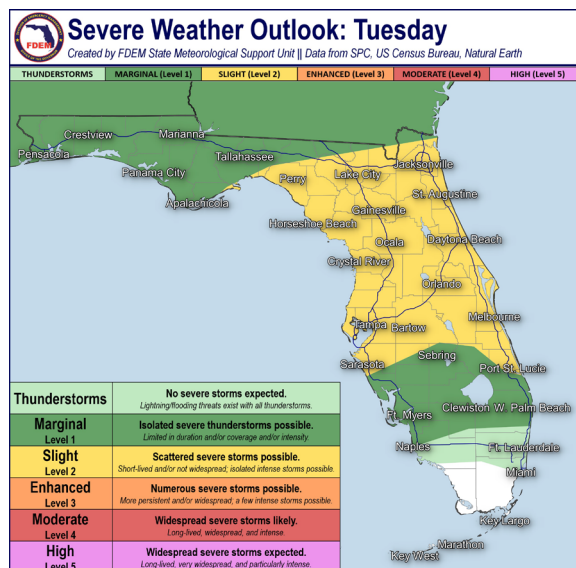 Severe Weather Outlook: Tuesday
Created by FDEM State Meteorological Support Unit || Data from SPC, US Census Bureau, Natural Earth
FDEM
THUNDERSTORMS
MARGINAL (Level 1)
SLIGHT (Level 2)
ENHANCED (Level 3)
MODERATE (Level 4)
HIGH (Level 5)
Crestview
Marianna
Pensacola
Tallahassee
Jacksonville
Panama City
Perry
Lake City
St. Augustine
Apalachicola
Gainesville
Horseshoe Beach
Ocala
Daytona Beach
Crystal River
Orlando
Tampa
Bartow
Melbourne
Sebring
Sarasota
Port St. Lucie
Ft. Myers
Clewiston
W. Palm Beach
Naples
Ft. Lauderdale
Miami
Key Largo
Marathon
Key West
Thunderstorms
No severe storms expected.
Lightning/flooding threats exist with all thunderstorms.
Marginal
Level 1
Isolated severe thunderstorms possible.
Limited in duration and/or coverage and/or intensity.
Slight
Level 2
Scattered severe storms possible.
Short-lived and/or not widespread; isolated intense storms possible.
Enhanced
Level 3
Numerous severe storms possible.
More persistent and/or widespread, a few intense storms possible.
Moderate
Level 4
Widespread severe storms likely.
Long-lived, widespread, and intense.
High
Level 5
Widespread severe storms expected.
Long-lived, very widespread, and particularly intense.